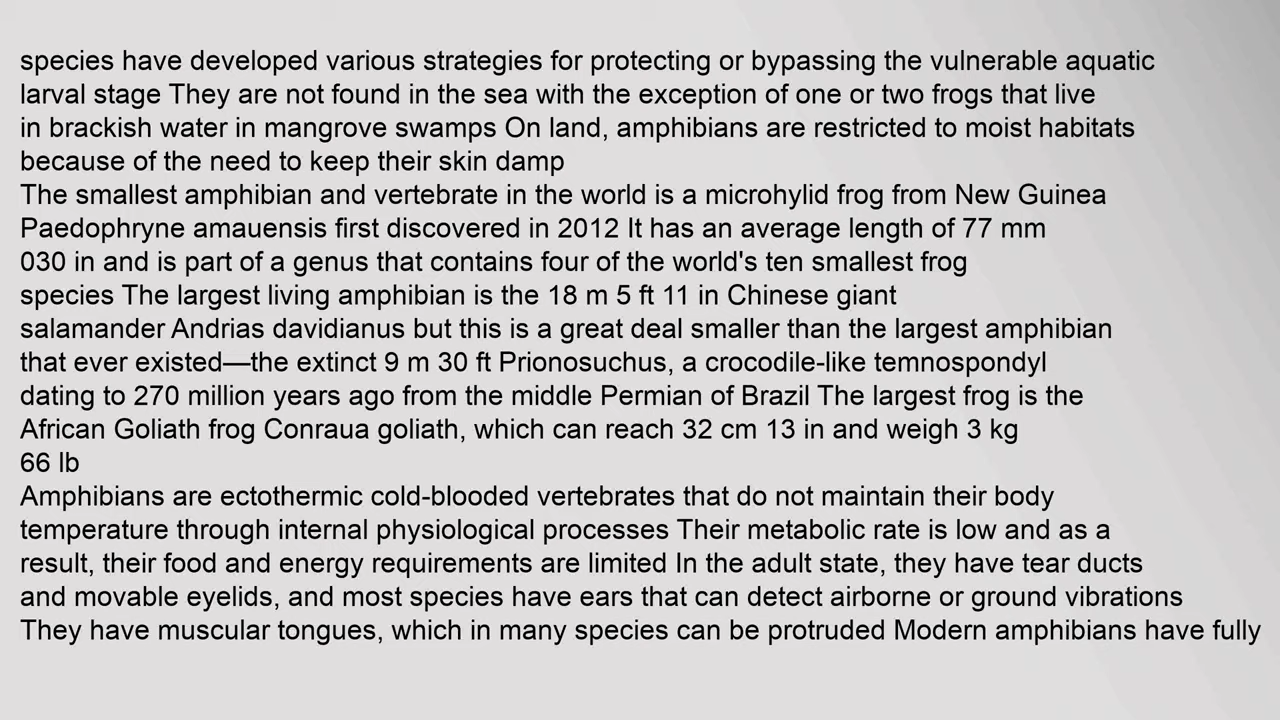 species have developed various strategies for protecting or bypassing the vulnerable aquatic
larval stage They are not found in the sea with the exception of one or two frogs that live
in brackish water in mangrove swamps On land, amphibians are restricted to moist habitats
because of the need to keep their skin damp
The smallest amphibian and vertebrate in the world is a microhylid frog from New Guinea
Paedophryne amauensis first discovered in 2012 It has an average length of 77 mm
030 in and is part of a genus that contains four of the world's ten smallest frog
species The largest living amphibian is the 18 m 5 ft 11 in Chinese giant
salamander Andrias davidianus but this is a great deal smaller than the largest amphibian
that ever existed—the extinct 9 m 30 ft Prionosuchus, a crocodile-like temnospondyl
dating to 270 million years ago from the middle Permian of Brazil The largest frog is the
African Goliath frog Conraua goliath, which can reach 32 cm 13 in and weigh 3 kg
66 lb
Amphibians are ectothermic cold-blooded vertebrates that do not maintain their body
temperature through internal physiological processes Their metabolic rate is low and as a
result, their food and energy requirements are limited In the adult state, they have tear ducts
and movable eyelids, and most species have ears that can detect airborne or ground vibrations
They have muscular tongues, which in many species can be protruded Modern amphibians have fully